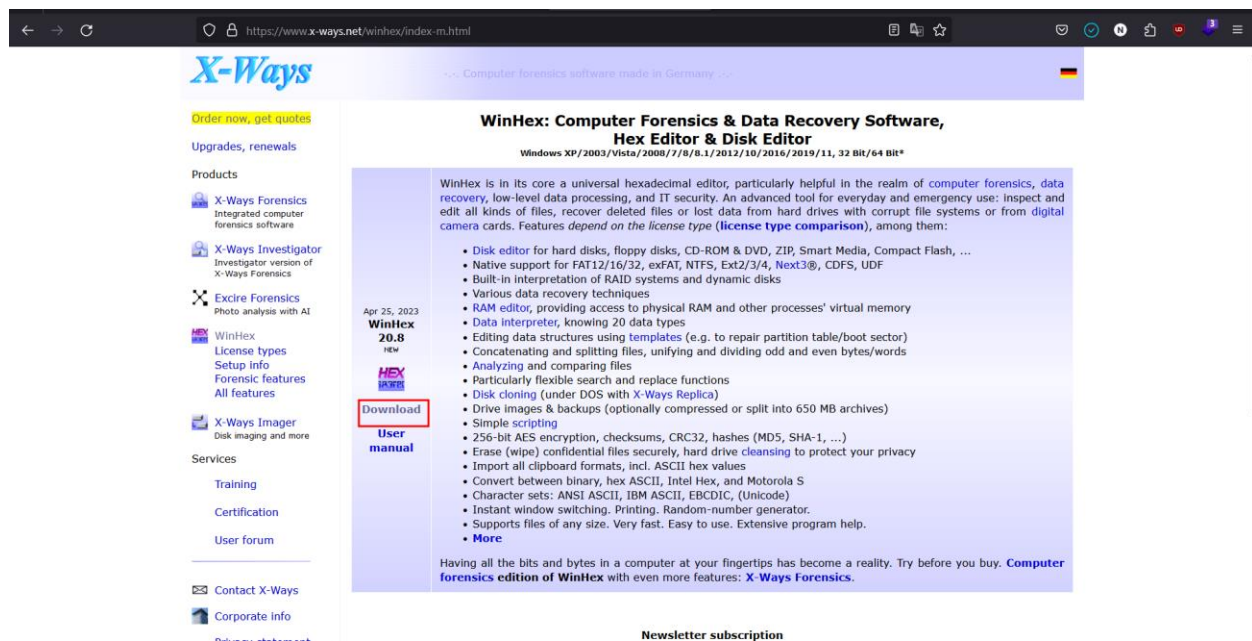 https://www.x-ways.net/winhex/index-m.html
3
X-Ways
-.-. Computer forensics software made in Germany .-.-
Order now, get quotes
Upgrades, renewals
Products
X-Ways Forensics
Integrated computer
forensics software
X-Ways Investigator
Investigator version of
X-Ways Forensics
Excire Forensics
Photo analysis with AI
WinHex
License types
Setup info
Forensic features
All features
X-Ways Imager
Disk imaging and more
Services
Training
Certification
User forum
Contact X-Ways
Corporate info
Privacy statement
WinHex: Computer Forensics & Data Recovery Software,
Hex Editor & Disk Editor
Windows XP/2003/Vista/2008/7/8/8.1/2012/10/2016/2019/11, 32 Bit/64 Bit*
Apr 25, 2023
WinHex
20.8
NEW
HEX
Download
User
manual
WinHex is in its core a universal hexadecimal editor, particularly helpful in the realm of computer forensics, data
recovery, low-level data processing, and IT security. An advanced tool for everyday and emergency use: inspect and
edit all kinds of files, recover deleted files or lost data from hard drives with corrupt file systems or from digital
camera cards. Features depend on the license type (license type comparison), among them:
• Disk editor for hard disks, floppy disks, CD-ROM & DVD, ZIP, Smart Media, Compact Flash, ...
• Native support for FAT12/16/32, exFAT, NTFS, Ext2/3/4, Next3®, CDFS, UDF
• Built-in interpretation of RAID systems and dynamic disks
• Various data recovery techniques
• RAM editor, providing access to physical RAM and other processes' virtual memory
• Data interpreter, knowing 20 data types
• Editing data structures using templates (e.g. to repair partition table/boot sector)
• Concatenating and splitting files, unifying and dividing odd and even bytes/words
• Analyzing and comparing files
• Particularly flexible search and replace functions
• Disk cloning (under DOS with X-Ways Replica)
• Drive images & backups (optionally compressed or split into 650 MB archives)
• Simple scripting
• 256-bit AES encryption, checksums, CRC32, hashes (MD5, SHA-1, ...)
• Erase (wipe) confidential files securely, hard drive cleansing to protect your privacy
• Import all clipboard formats, incl. ASCII hex values
• Convert between binary, hex ASCII, Intel Hex, and Motorola S
• Character sets: ANSI ASCII, IBM ASCII, EBCDIC, (Unicode)
• Instant window switching. Printing. Random-number generator.
• Supports files of any size. Very fast. Easy to use. Extensive program help.
• More
Having all the bits and bytes in a computer at your fingertips has become a reality. Try before you buy. Computer
forensics edition of WinHex with even more features: X-Ways Forensics.
Newsletter subscription